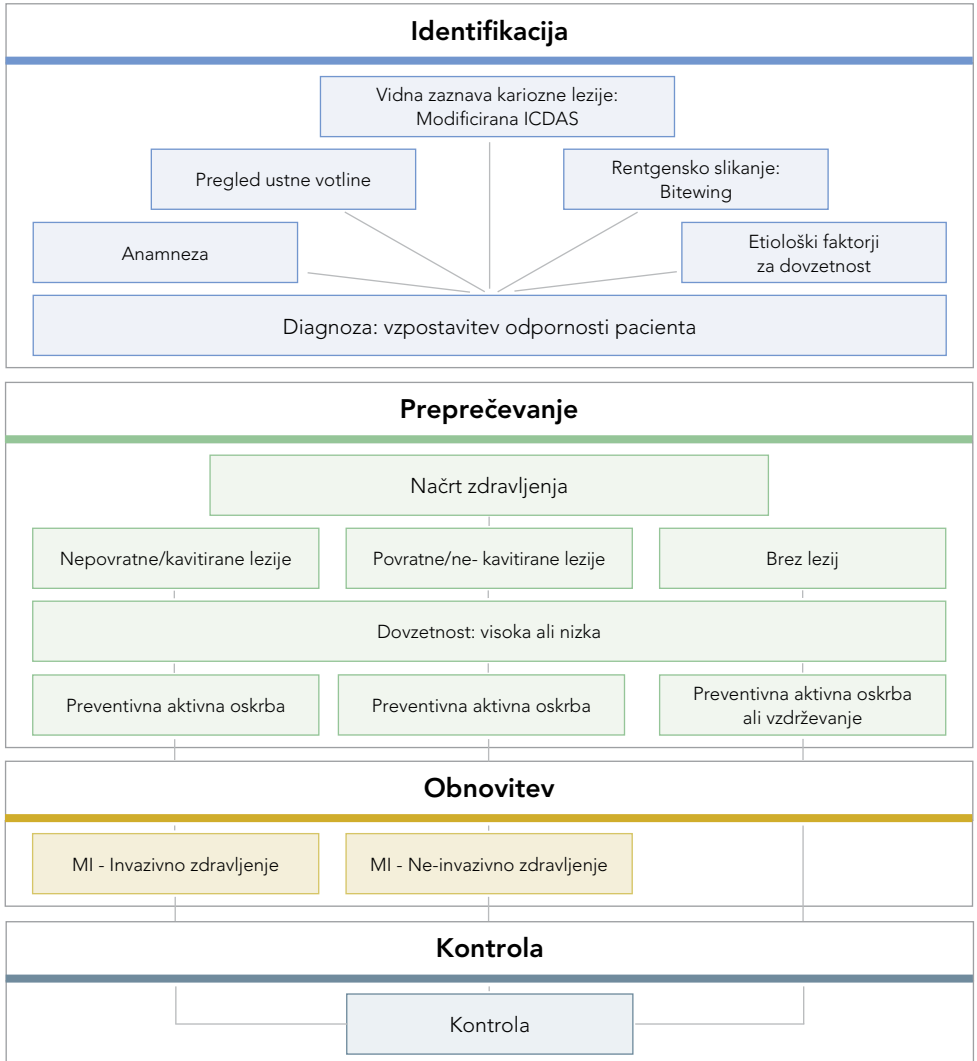 Identifikacija
Vidna zaznava kariozne lezije:
Modificirana ICDAS
Pregled ustne votline
Rentgensko slikanje:
Bitewing
Anamneza
Etiološki faktorji
za dovzetnost
Diagnoza: vzpostavitev odpornosti pacienta
Preprečevanje
Načrt zdravljenja
Nepovratne/kavitirane lezije
Povratne/ne- kavitirane lezije
Brez lezij
Dovzetnost: visoka ali nizka
Preventivna aktivna oskrba
Preventivna aktivna oskrba
Preventivna aktivna oskrba
ali vzdrževanje
Obnovitev
MI - Invazivno zdravljenje
MI - Ne-invazivno zdravljenje
Kontrola
Kontrola